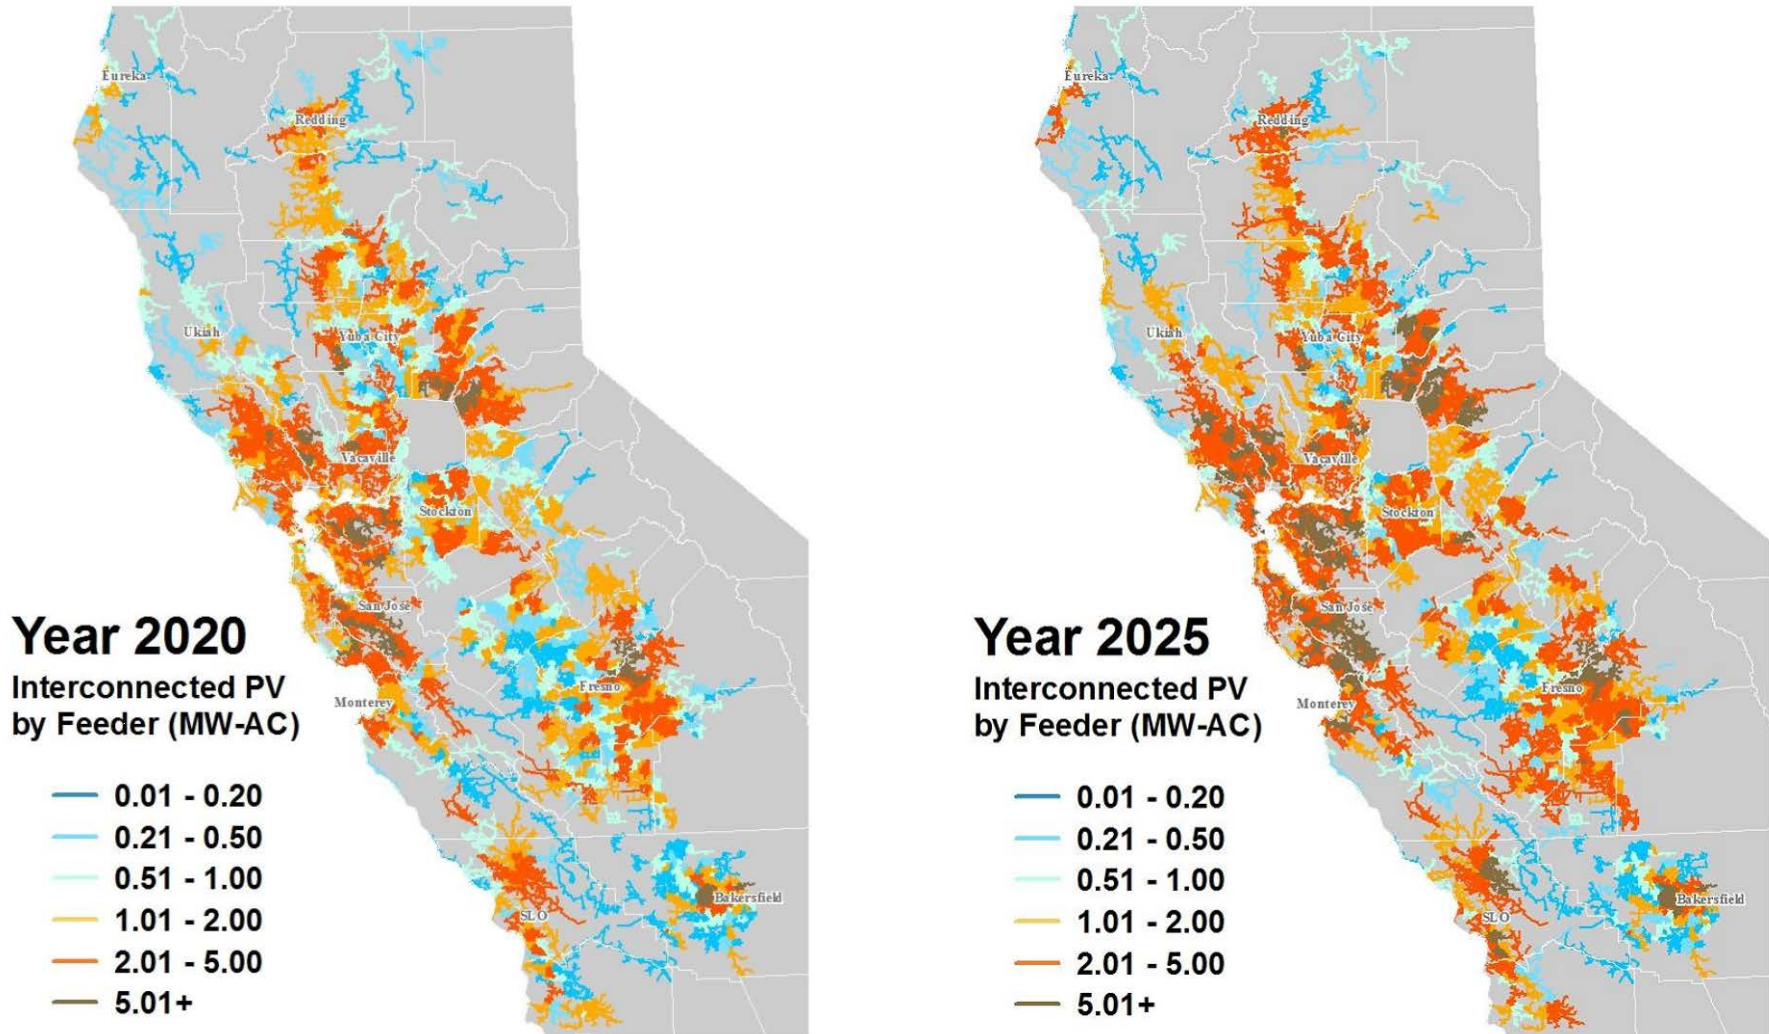 Eureka
Redding
Ukiah
Yuba City
Vacaville
Stockton
San José
Fresno
Monterey
SLO
Bakersfield
Year 2020
Interconnected PV
by Feeder (MW-AC)
0.01 - 0.20
0.21 - 0.50
0.51 - 1.00
1.01 - 2.00
2.01 - 5.00
5.01+
Eureka
Redding
Ukiah
Yuba City
Vacaville
Stockton
San José
Fresno
Monterey
SLO
Bakersfield
Year 2025
Interconnected PV
by Feeder (MW-AC)
0.01 - 0.20
0.21 - 0.50
0.51 - 1.00
1.01 - 2.00
2.01 - 5.00
5.01+